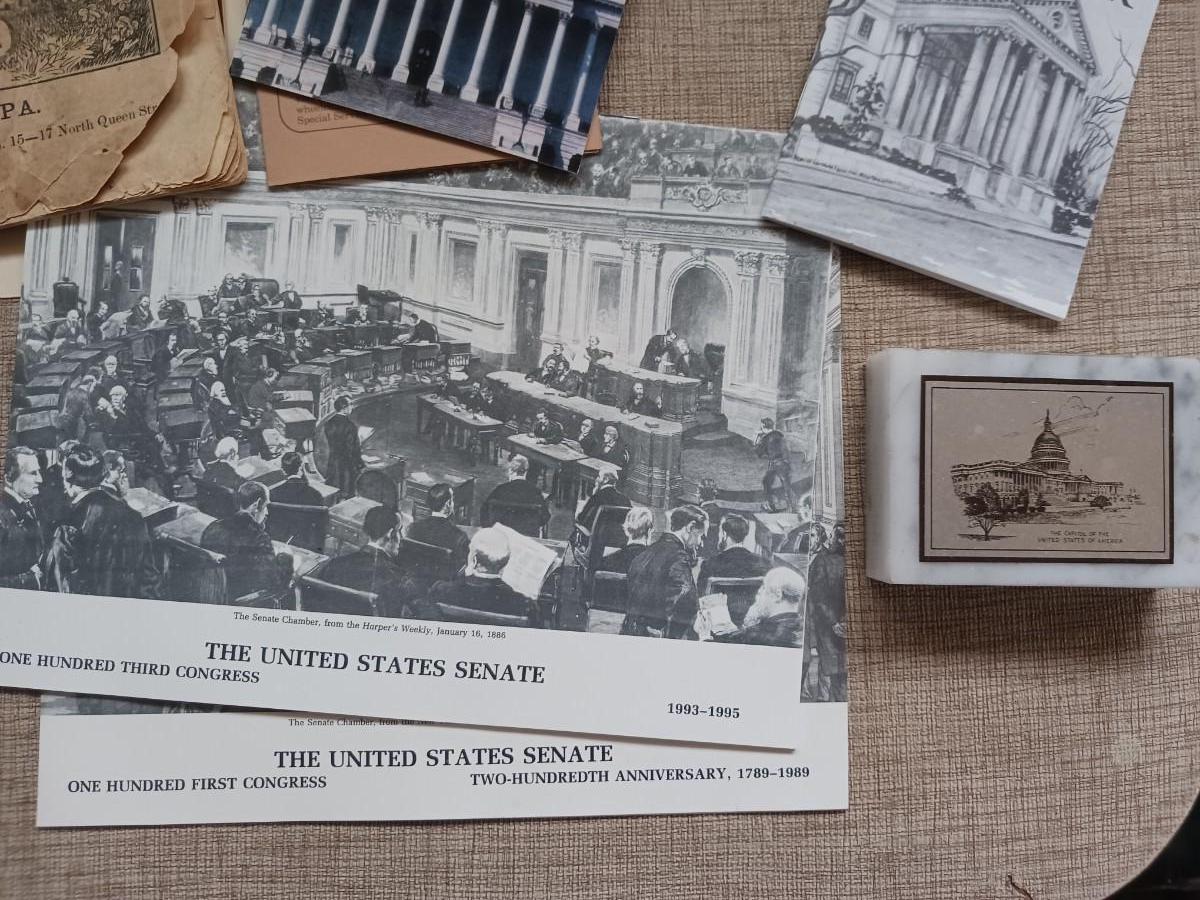 PA.
15—17 North Queen Str
Special Ser
The Senate Chamber, from the Harper's Weekly, January 16, 1886
THE UNITED STATES SENATE
ONE HUNDRED THIRD CONGRESS
1993–1995
The Senate Chamber, from the
THE UNITED STATES SENATE
ONE HUNDRED FIRST CONGRESS
TWO-HUNDREDTH ANNIVERSARY, 1789–1989
THE CAPITOL OF THE
UNITED STATES OF AMERICA